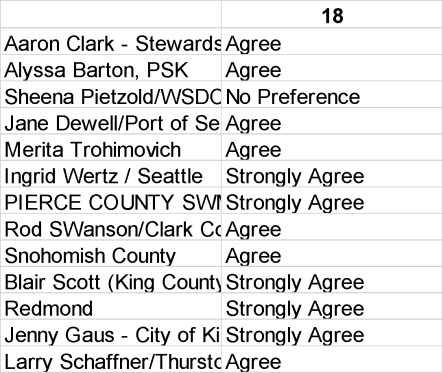 18
Aaron Clark - Stewards Agree
Alyssa Barton, PSK Agree
Sheena Pietzold/WSDO No Preference
Jane Dewell/Port of Se Agree
Merita Trohimovich Agree
Ingrid Wertz / Seattle Strongly Agree
PIERCE COUNTY SWM Strongly Agree
Rod SWanson/Clark Co Agree
Snohomish County Agree
Blair Scott (King County Strongly Agree
Redmond Strongly Agree
Jenny Gaus - City of Ki Strongly Agree
Larry Schaffner/Thursto Agree